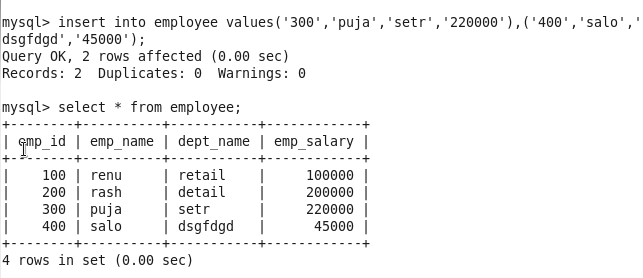 mysql> insert into employee values('300','puja','setr','220000'),('400','salo','
dsgfdgd','45000');
Query OK, 2 rows affected (0.00 sec)
Records: 2  Duplicates: 0  Warnings: 0
mysql> select * from employee;
+--------+----------+-----------+------------+
| emp_id | emp_name | dept_name | emp_salary |
+--------+----------+-----------+------------+
|    100 | renu     | retail    |     100000 |
|    200 | rash     | detail    |     200000 |
|    300 | puja     | setr      |     220000 |
|    400 | salo     | dsgfdgd   |      45000 |
+--------+----------+-----------+------------+
4 rows in set (0.00 sec)